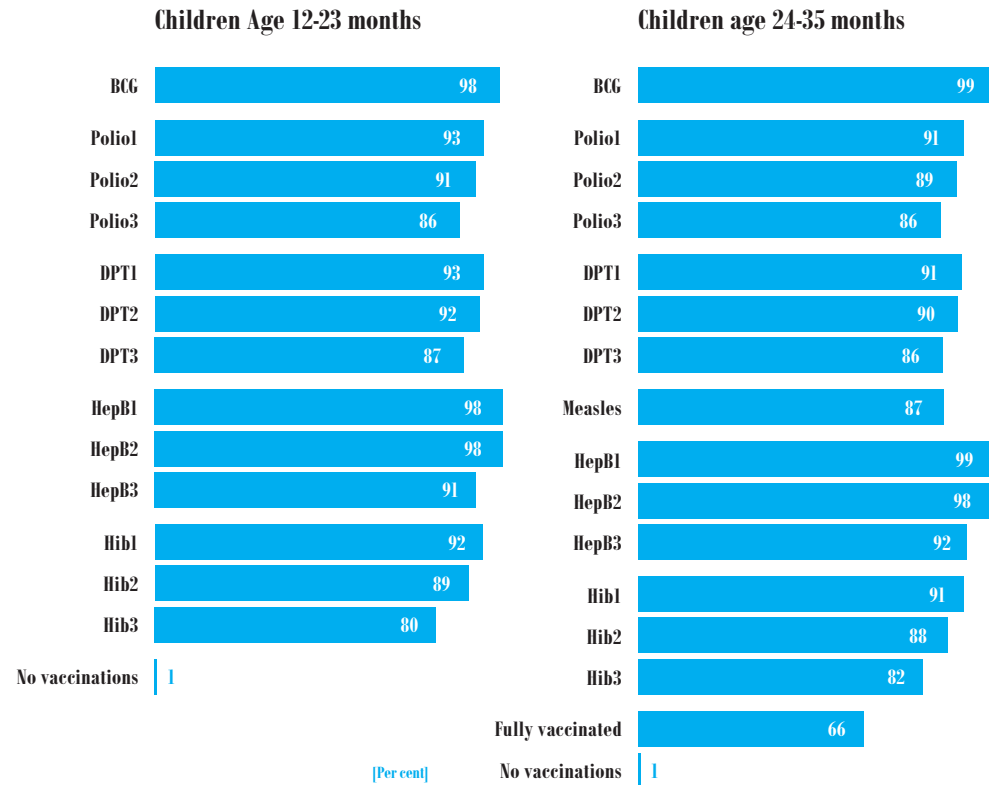 Children Age 12-23 months
BCG 98
Polio1 93
Polio2 91
Polio3 86
DPT1 93
DPT2 92
DPT3 87
HepB1 98
HepB2 98
HepB3 91
Hib1 92
Hib2 89
Hib3 80
No vaccinations 1
[Per cent]
Children age 24-35 months
BCG 99
Polio1 91
Polio2 89
Polio3 86
DPT1 91
DPT2 90
DPT3 86
Measles 87
HepB1 99
HepB2 98
HepB3 92
Hib1 91
Hib2 88
Hib3 82
Fully vaccinated 66
No vaccinations 1